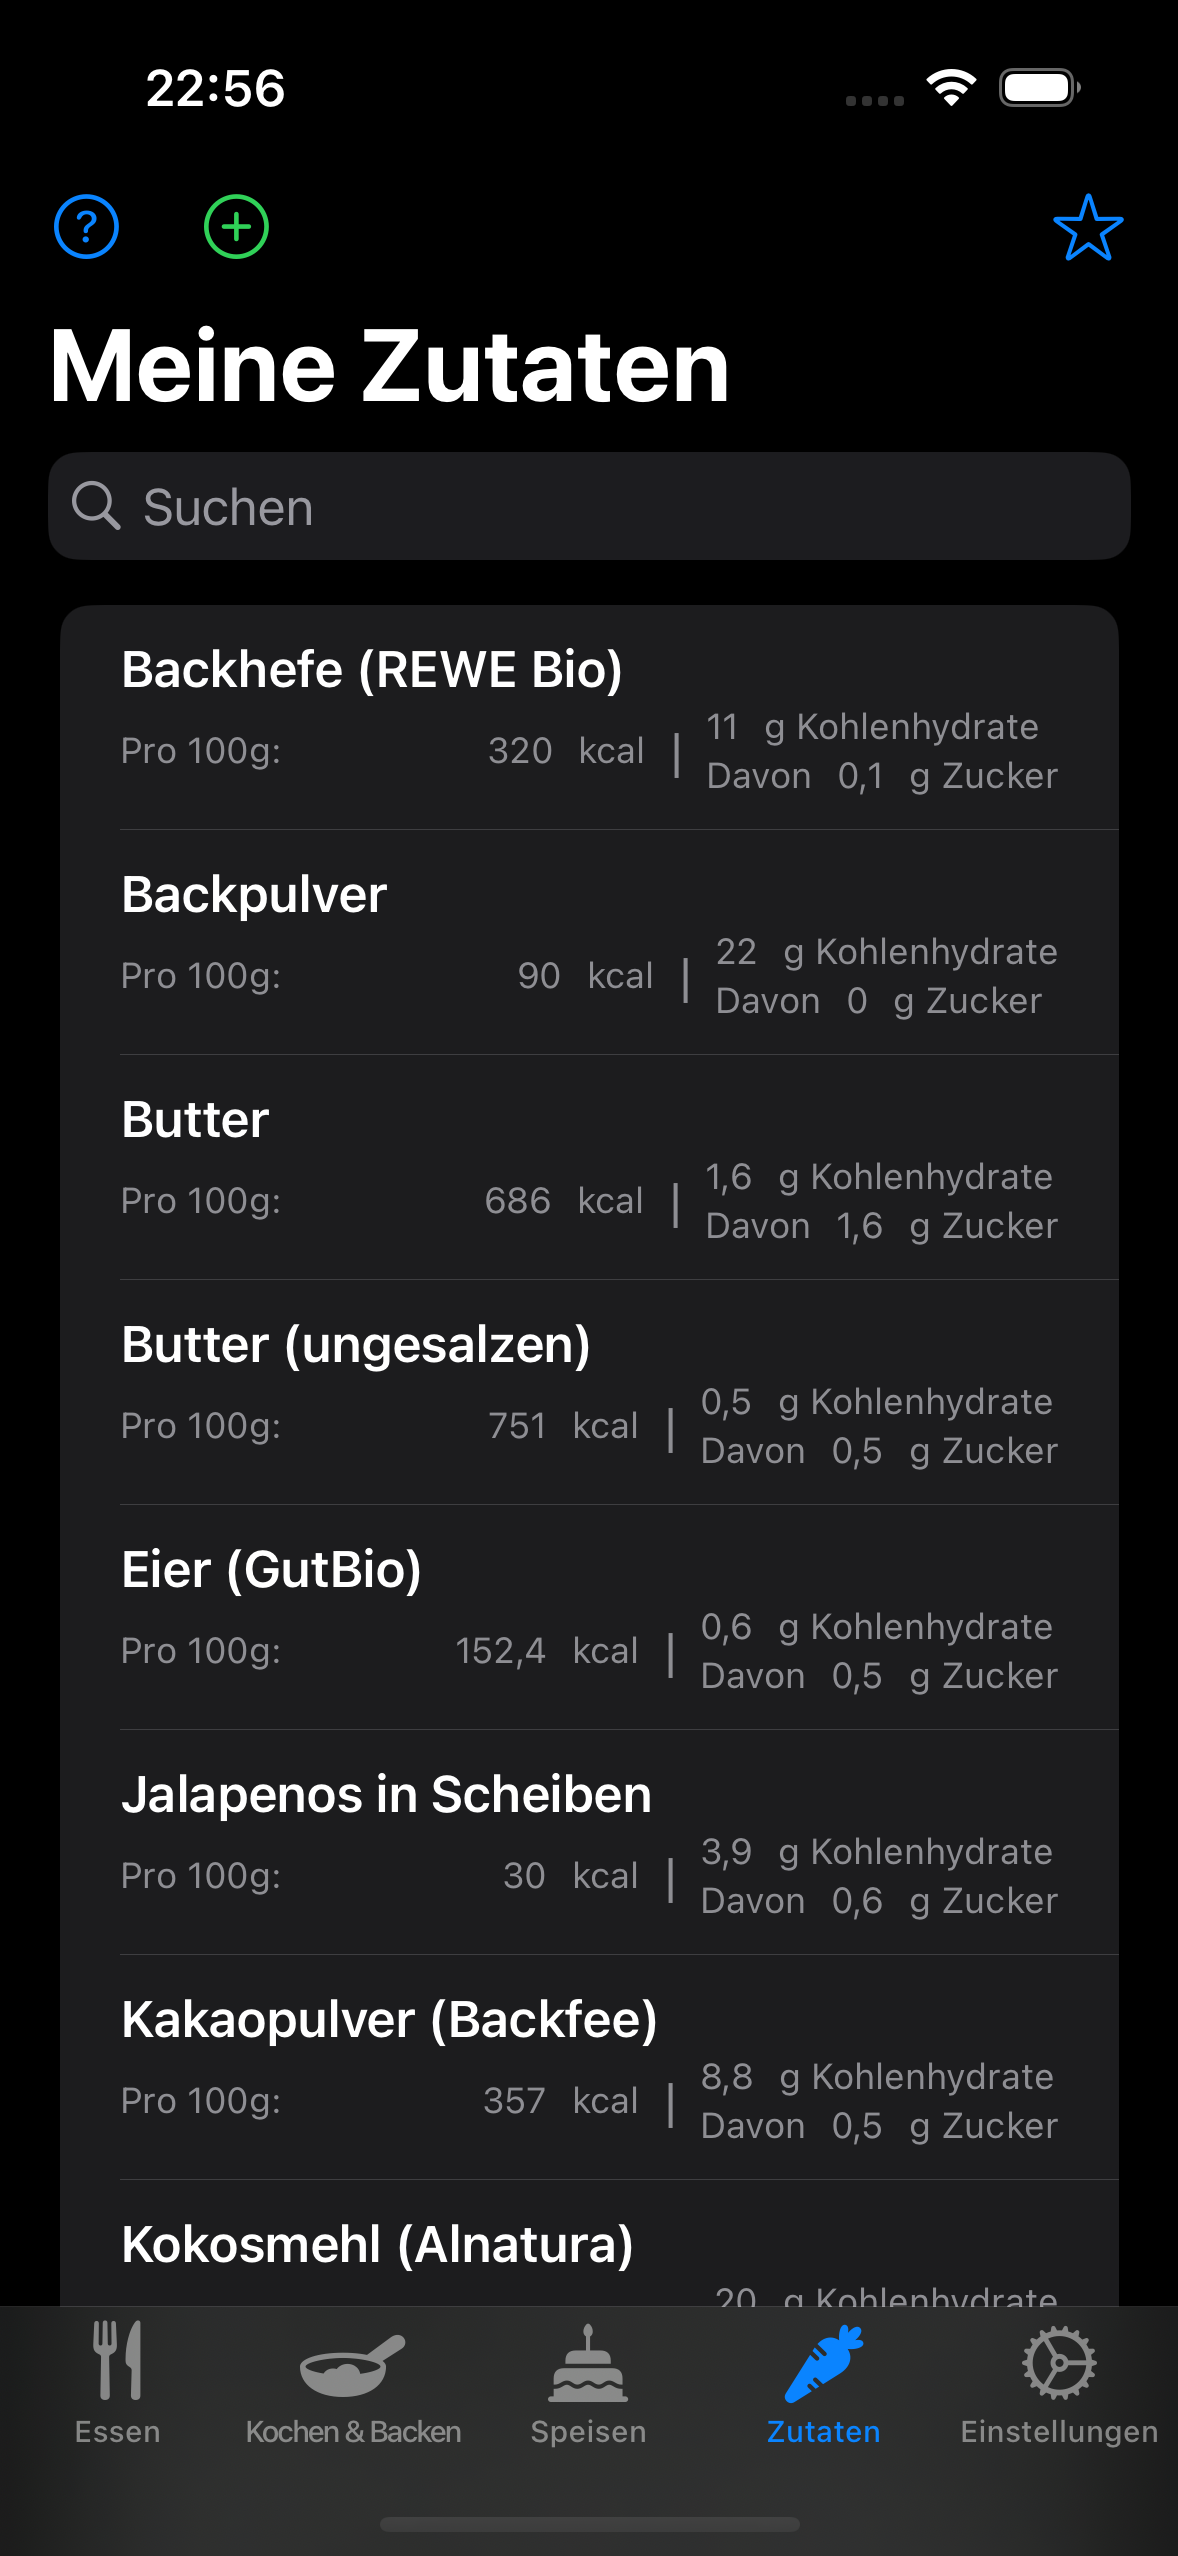 22:56
Meine Zutaten
Suchen
Backhefe (REWE Bio)
Pro 100g: 320 kcal | 11 g Kohlenhydrate
Davon 0,1 g Zucker
Backpulver
Pro 100g: 90 kcal | 22 g Kohlenhydrate
Davon 0 g Zucker
Butter
Pro 100g: 686 kcal | 1,6 g Kohlenhydrate
Davon 1,6 g Zucker
Butter (ungesalzen)
Pro 100g: 751 kcal | 0,5 g Kohlenhydrate
Davon 0,5 g Zucker
Eier (GutBio)
Pro 100g: 152,4 kcal | 0,6 g Kohlenhydrate
Davon 0,5 g Zucker
Jalapenos in Scheiben
Pro 100g: 30 kcal | 3,9 g Kohlenhydrate
Davon 0,6 g Zucker
Kakaopulver (Backfee)
Pro 100g: 357 kcal | 8,8 g Kohlenhydrate
Davon 0,5 g Zucker
Kokosmehl (Alnatura)
20 g Kohlenhydrate
Essen
Kochen & Backen
Speisen
Zutaten
Einstellungen